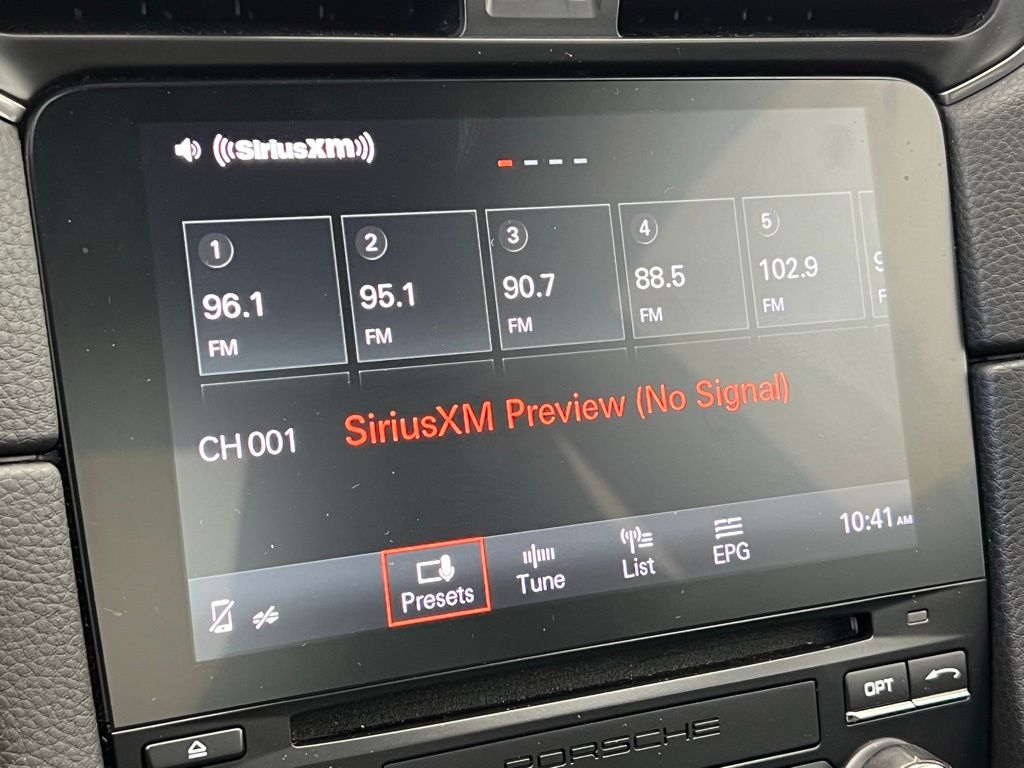 SiriusXM
1
2
3
4
5
96.1
95.1
90.7
88.5
102.9
FM
FM
FM
FM
FM
CH 001
SiriusXM Preview (No Signal)
Presets
Tune
List
EPG
10:41 AM
OPT
PORSCHE